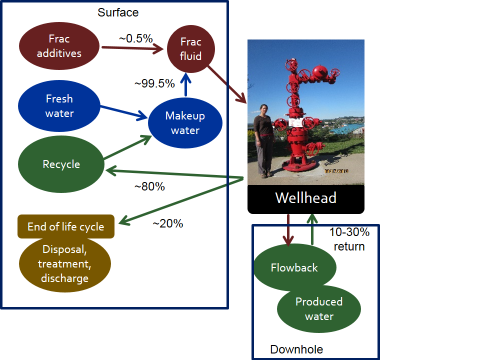 Surface
Frac
additives
~0.5%
Frac
fluid
~99.5%
Fresh
water
Makeup
water
Recycle
~80%
Wellhead
End of life cycle
~20%
Disposal,
treatment,
discharge
10-30%
return
Flowback
Produced
water
Downhole